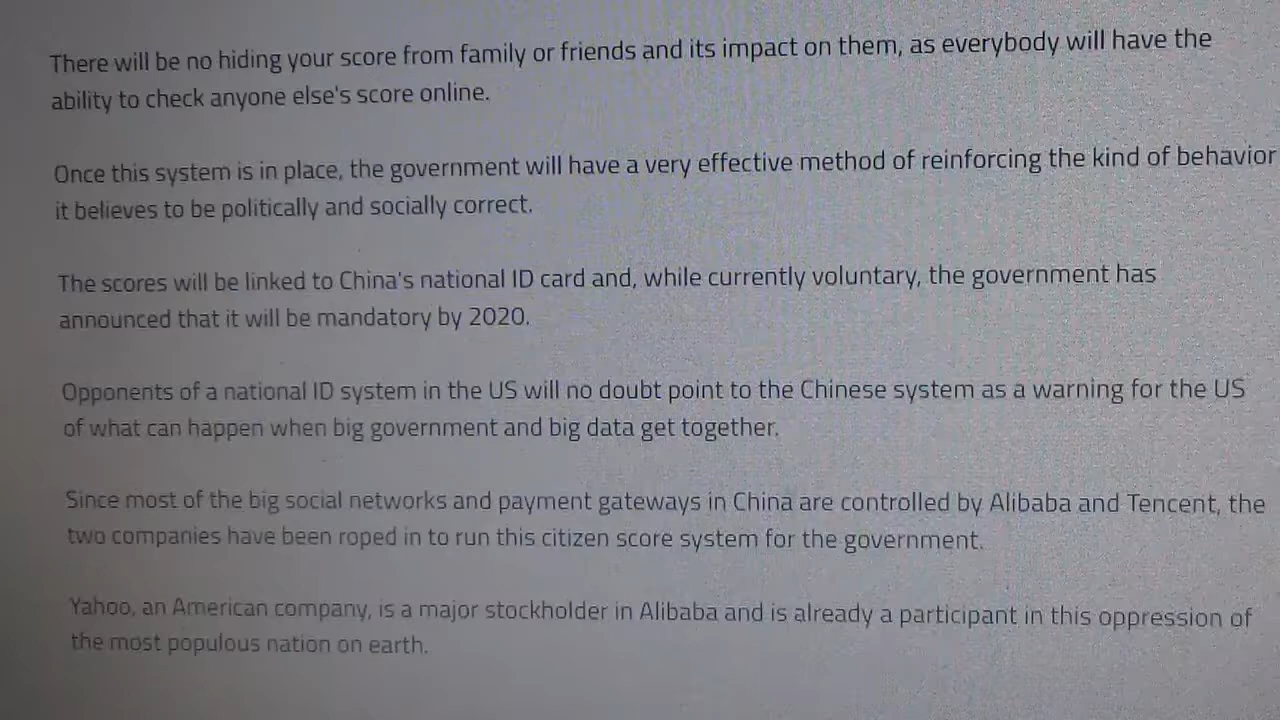 There will be no hiding your score from family or friends and its impact on them, as everybody will have the
ability to check anyone else's score online.
Once this system is in place, the government will have a very effective method of reinforcing the kind of behavior
it believes to be politically and socially correct.
The scores will be linked to China's national ID card and, while currently voluntary, the government has
announced that it will be mandatory by 2020.
Opponents of a national ID system in the US will no doubt point to the Chinese system as a warning for the US
of what can happen when big government and big data get together.
Since most of the big social networks and payment gateways in China are controlled by Alibaba and Tencent, the
two companies have been roped in to run this citizen score system for the government.
Yahoo, an American company, is a major stockholder in Alibaba and is already a participant in this oppression of
the most populous nation on earth.